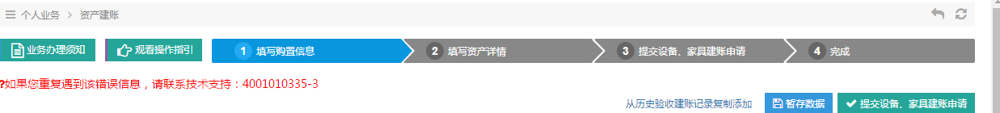 个人业务 > 资产建账
业务办理须知 观看操作指引 1 填写购置信息 2 填写资产详情 3 提交设备、家具建账申请 4 完成
?如果您重复遇到该错误信息，请联系技术支持：4001010335-3
从历史验收建账记录复制添加 暂存数据 提交设备、家具建账申请